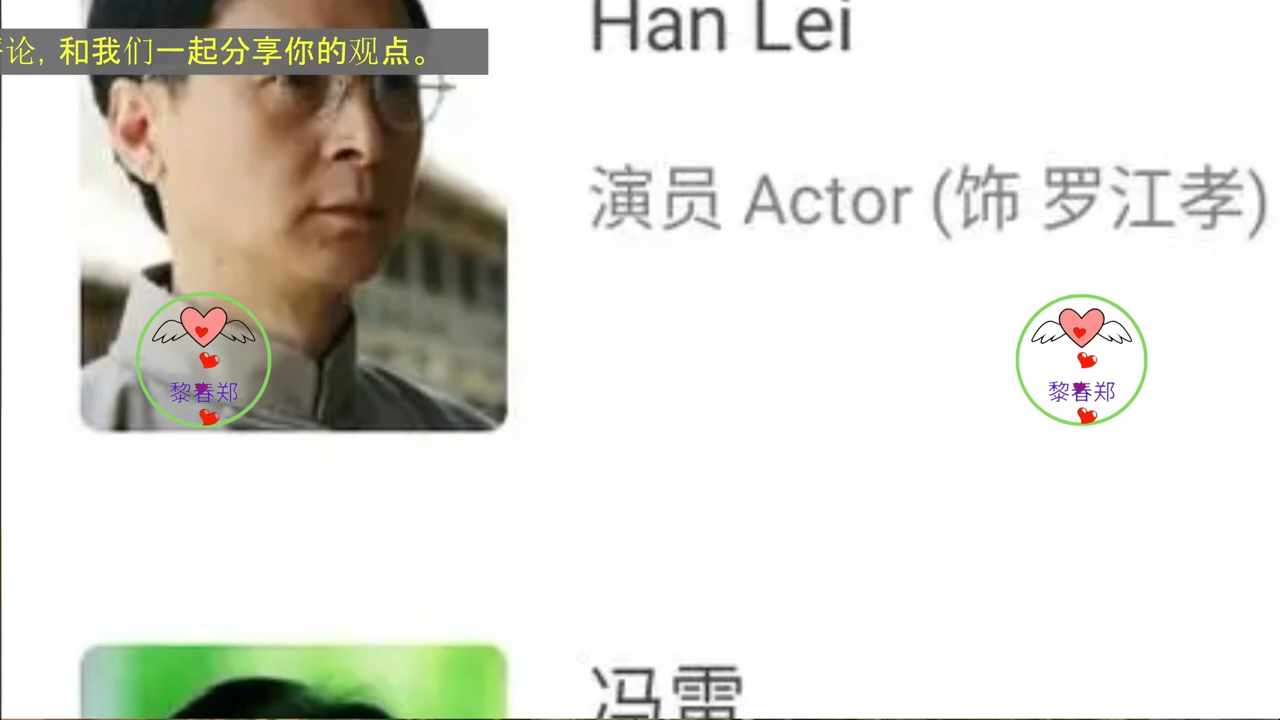 Han Lei
论, 和我们一起分享你的观点。
演员 Actor (饰 罗江孝)
黎春郑
黎春郑
冯雷